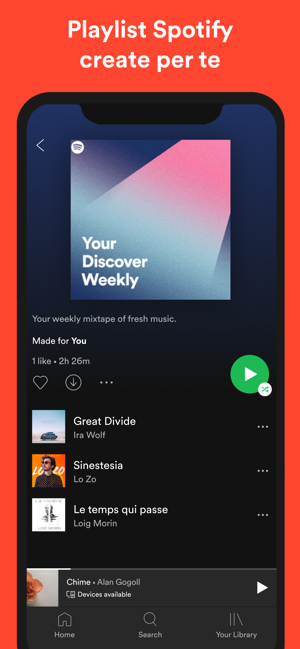 Playlist Spotify
create per te
Your
Discover
Weekly
Your weekly mixtape of fresh music.
Made for You
1 like • 2h 26m
Great Divide
Ira Wolf
Sinestesia
Lo Zo
Le temps qui passe
Loig Morin
Chime • Alan Gogoll
Devices available
Home
Search
Your Library